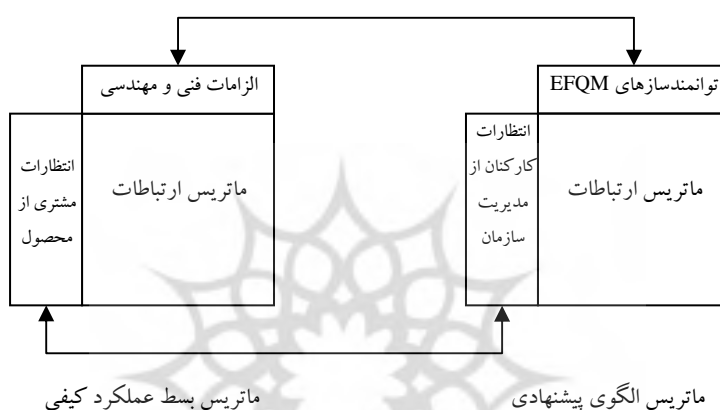 توانمندسازهای EFQM
انتظارات
کارکنان از
مدیریت
سازمان
ماتریس ارتباطات
الزامات فنی و مهندسی
انتظارات
مشتری از
محصول
ماتریس ارتباطات
ماتریس الگوی پیشنهادی
ماتریس بسط عملکرد کیفی